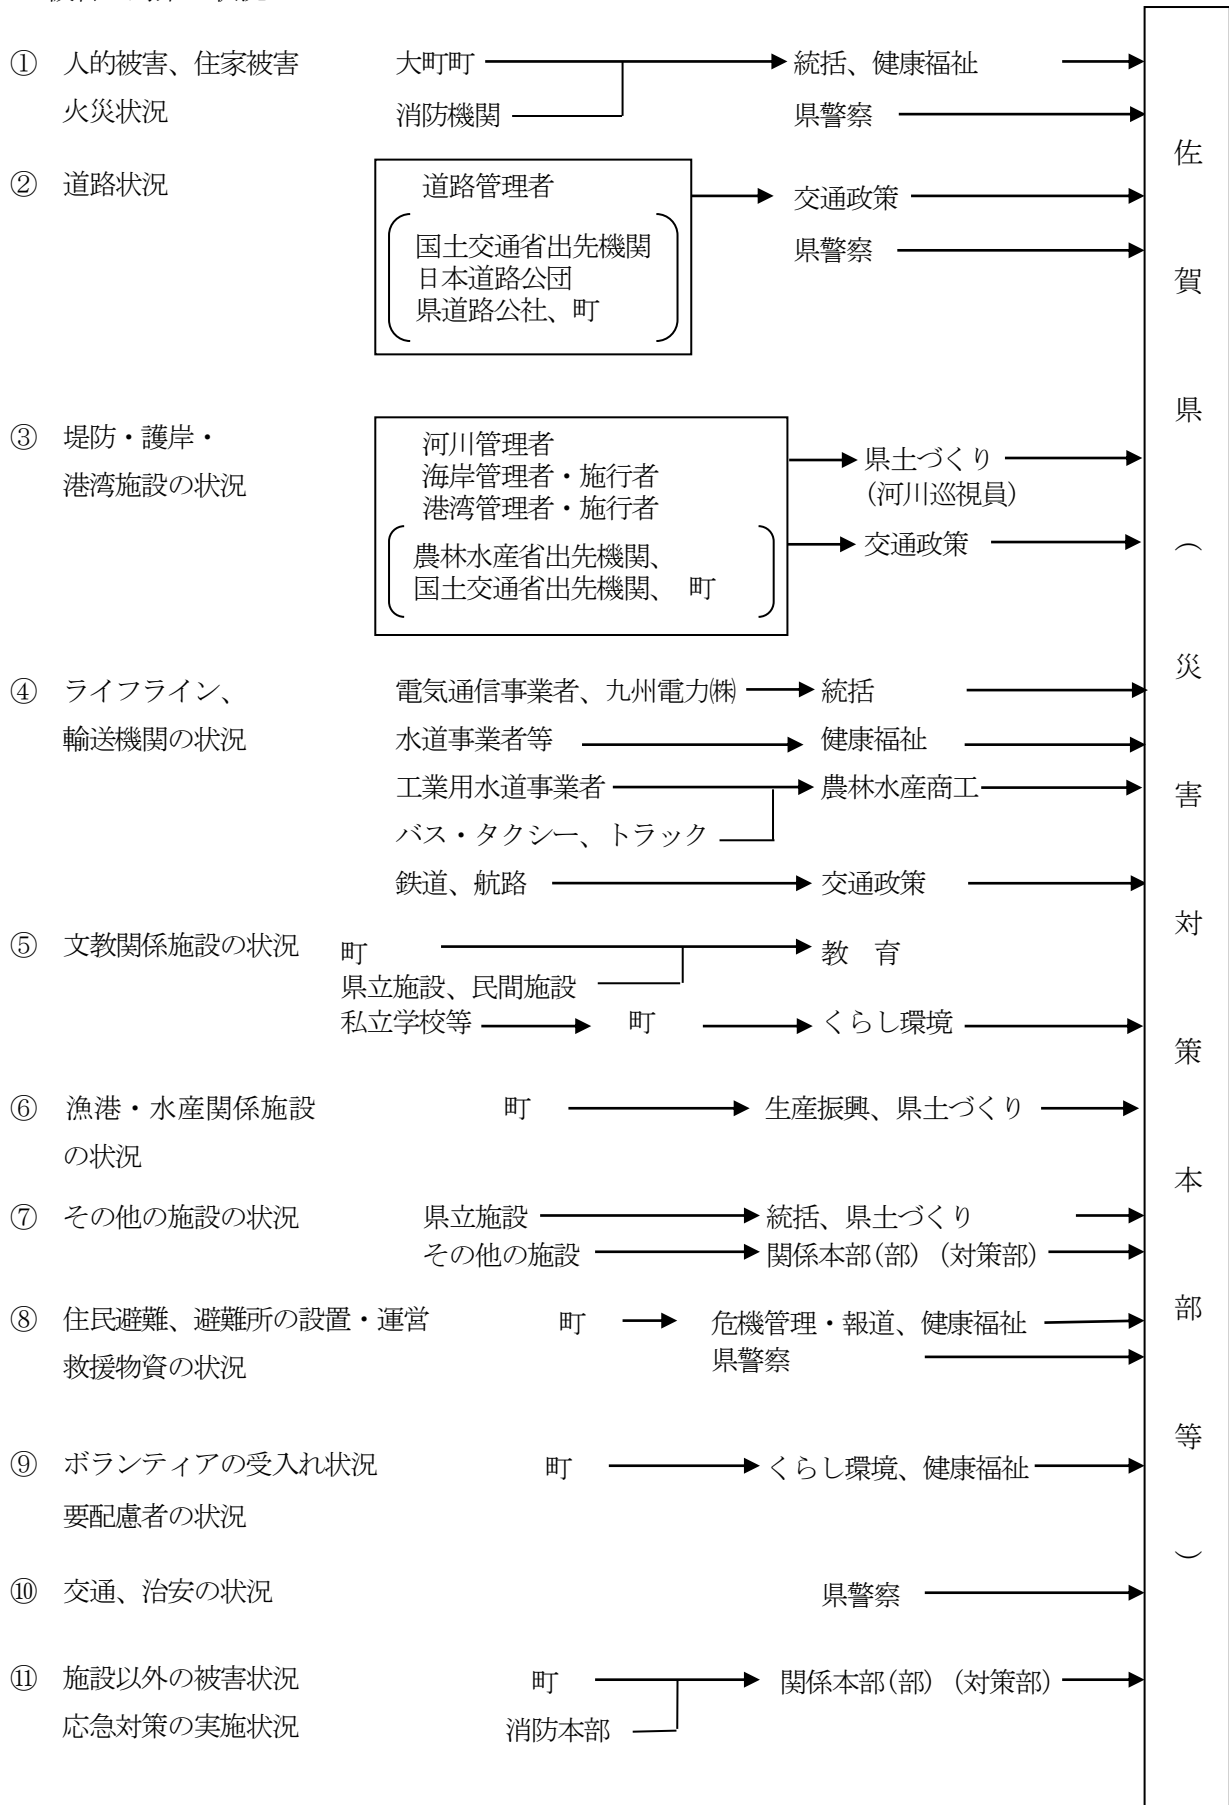 ① 人的被害、住家被害 大町町 統括、健康福祉
火災状況 消防機関 県警察
② 道路状況 道路管理者 交通政策
国土交通省出先機関 県警察
日本道路公団
県道路公社、町
③ 堤防・護岸・ 河川管理者 県土づくり
港湾施設の状況 海岸管理者・施行者 (河川巡視員)
港湾管理者・施行者
農林水産省出先機関、 交通政策
国土交通省出先機関、 町
④ ライフライン、 電気通信事業者、九州電力㈱ 統括
輸送機関の状況 水道事業者等 健康福祉
工業用水道事業者 農林水産商工
バス・タクシー、トラック
鉄道、航路 交通政策
⑤ 文教関係施設の状況 町 教 育
県立施設、民間施設
私立学校等 町 くらし環境
⑥ 漁港・水産関係施設 町 生産振興、県土づくり
の状況
⑦ その他の施設の状況 県立施設 統括、県土づくり
その他の施設 関係本部(部) (対策部)
⑧ 住民避難、避難所の設置・運営 町 危機管理・報道、健康福祉
救援物資の状況 県警察
⑨ ボランティアの受入れ状況 町 くらし環境、健康福祉
要配慮者の状況
⑩ 交通、治安の状況 県警察
⑪ 施設以外の被害状況 町 関係本部(部) (対策部)
応急対策の実施状況 消防本部
佐賀県(災害対策本部等)